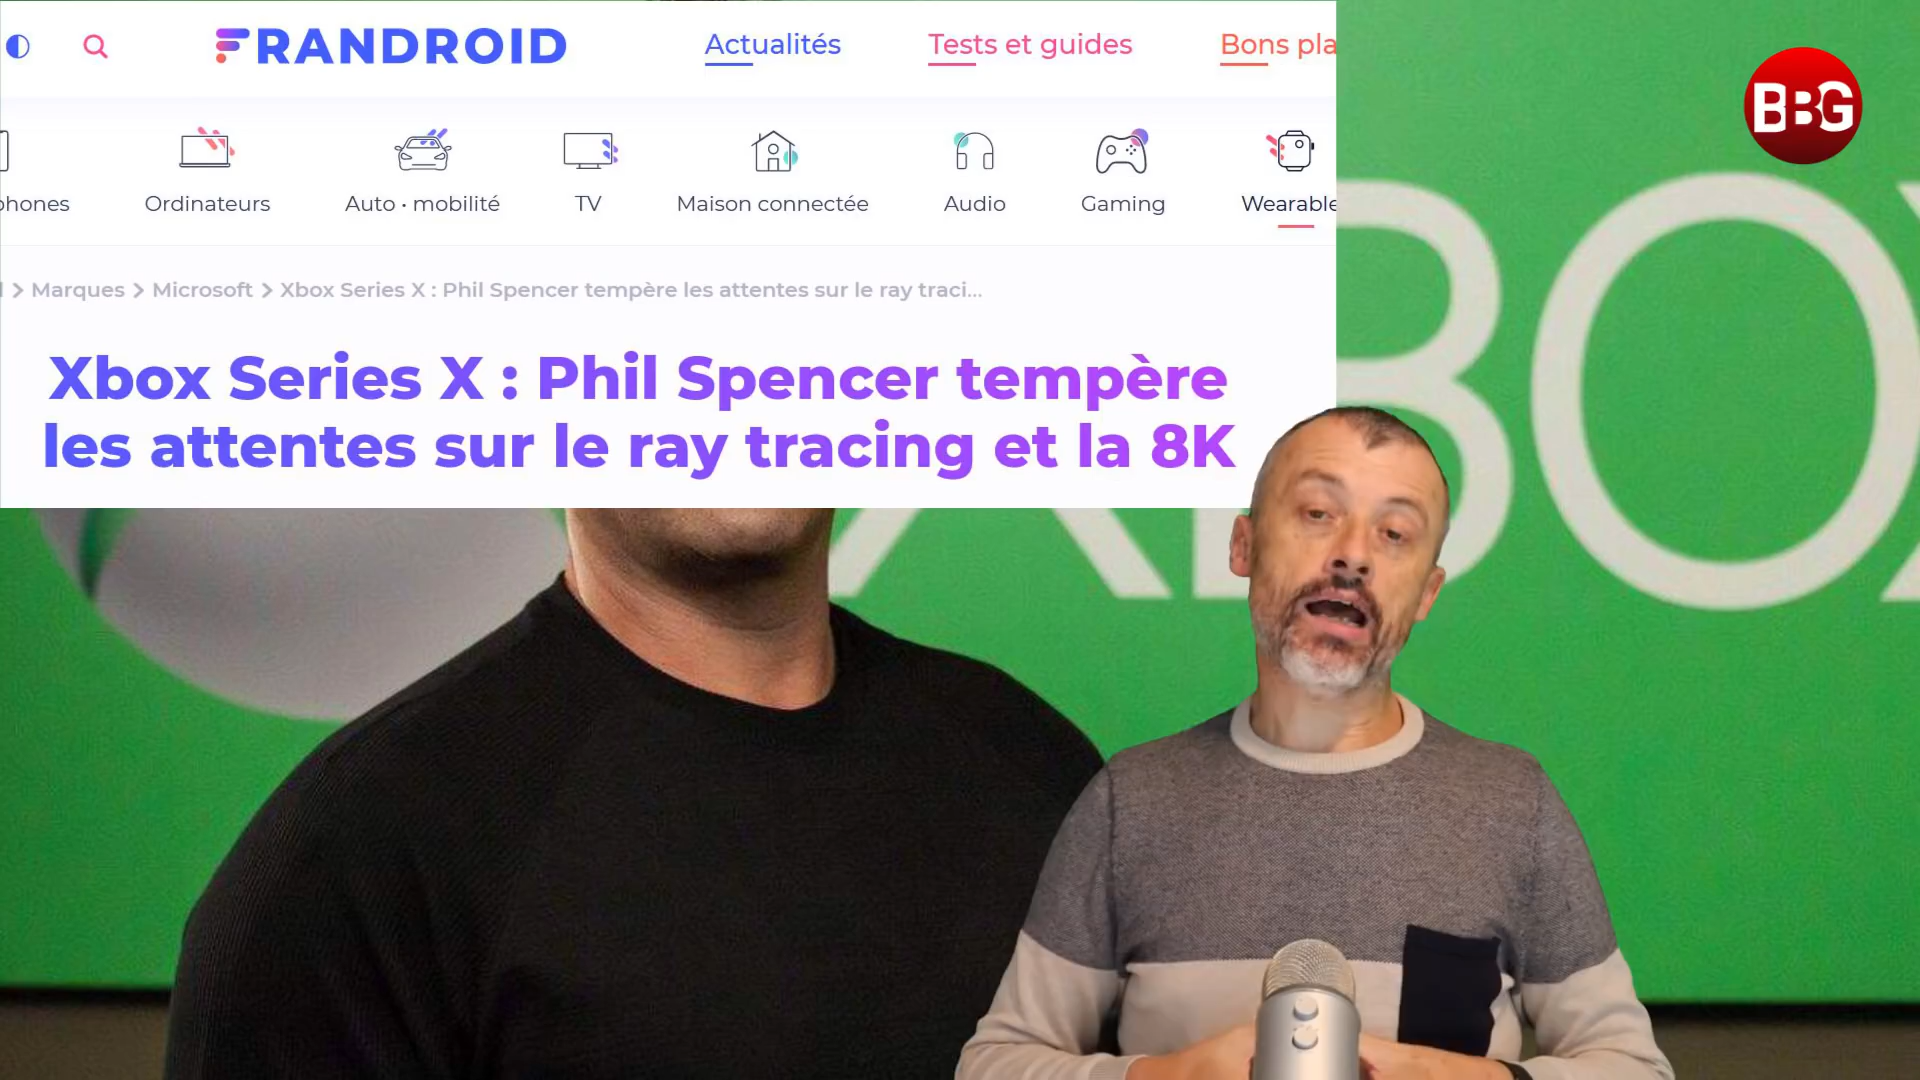 FRANDROID
Actualités
Tests et guides
Bons pla
BBG
phones
Ordinateurs
Auto • mobilité
TV
Maison connectée
Audio
Gaming
Wearable
Marques > Microsoft > Xbox Series X : Phil Spencer tempère les attentes sur le ray traci...
Xbox Series X : Phil Spencer tempère
les attentes sur le ray tracing et la 8K
XBOX